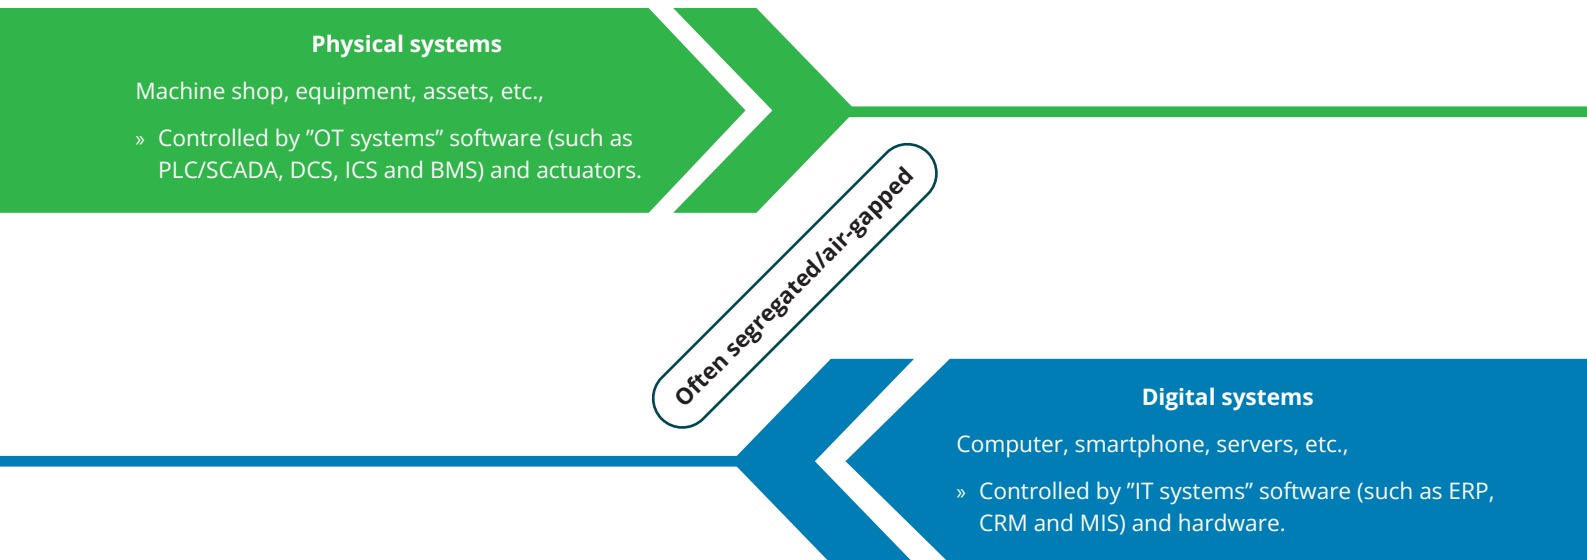 Physical systems
Machine shop, equipment, assets, etc.,
» Controlled by ”OT systems” software (such as
PLC/SCADA, DCS, ICS and BMS) and actuators.
Often segregated/air-gapped
Digital systems
Computer, smartphone, servers, etc.,
» Controlled by ”IT systems” software (such as ERP,
CRM and MIS) and hardware.